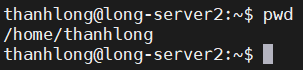 thanhlong@long-server2:~$ pwd
/home/thanhlong
thanhlong@long-server2:~$